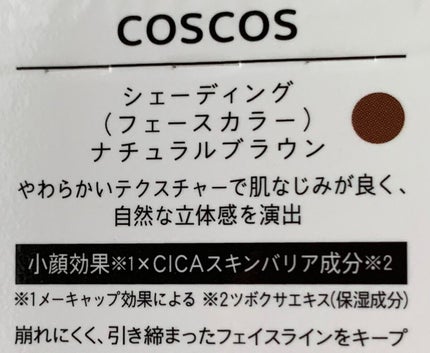 COSCOS
シェーディング
(フェースカラー)
ナチュラルブラウン
やわらかいテクスチャーで肌なじみが良く、
自然な立体感を演出
小顔効果※1×CICAスキンバリア成分※2
※1メーキャップ効果による ※2ツボクサエキス(保湿成分)
崩れにくく、引き締まったフェイスラインをキープ